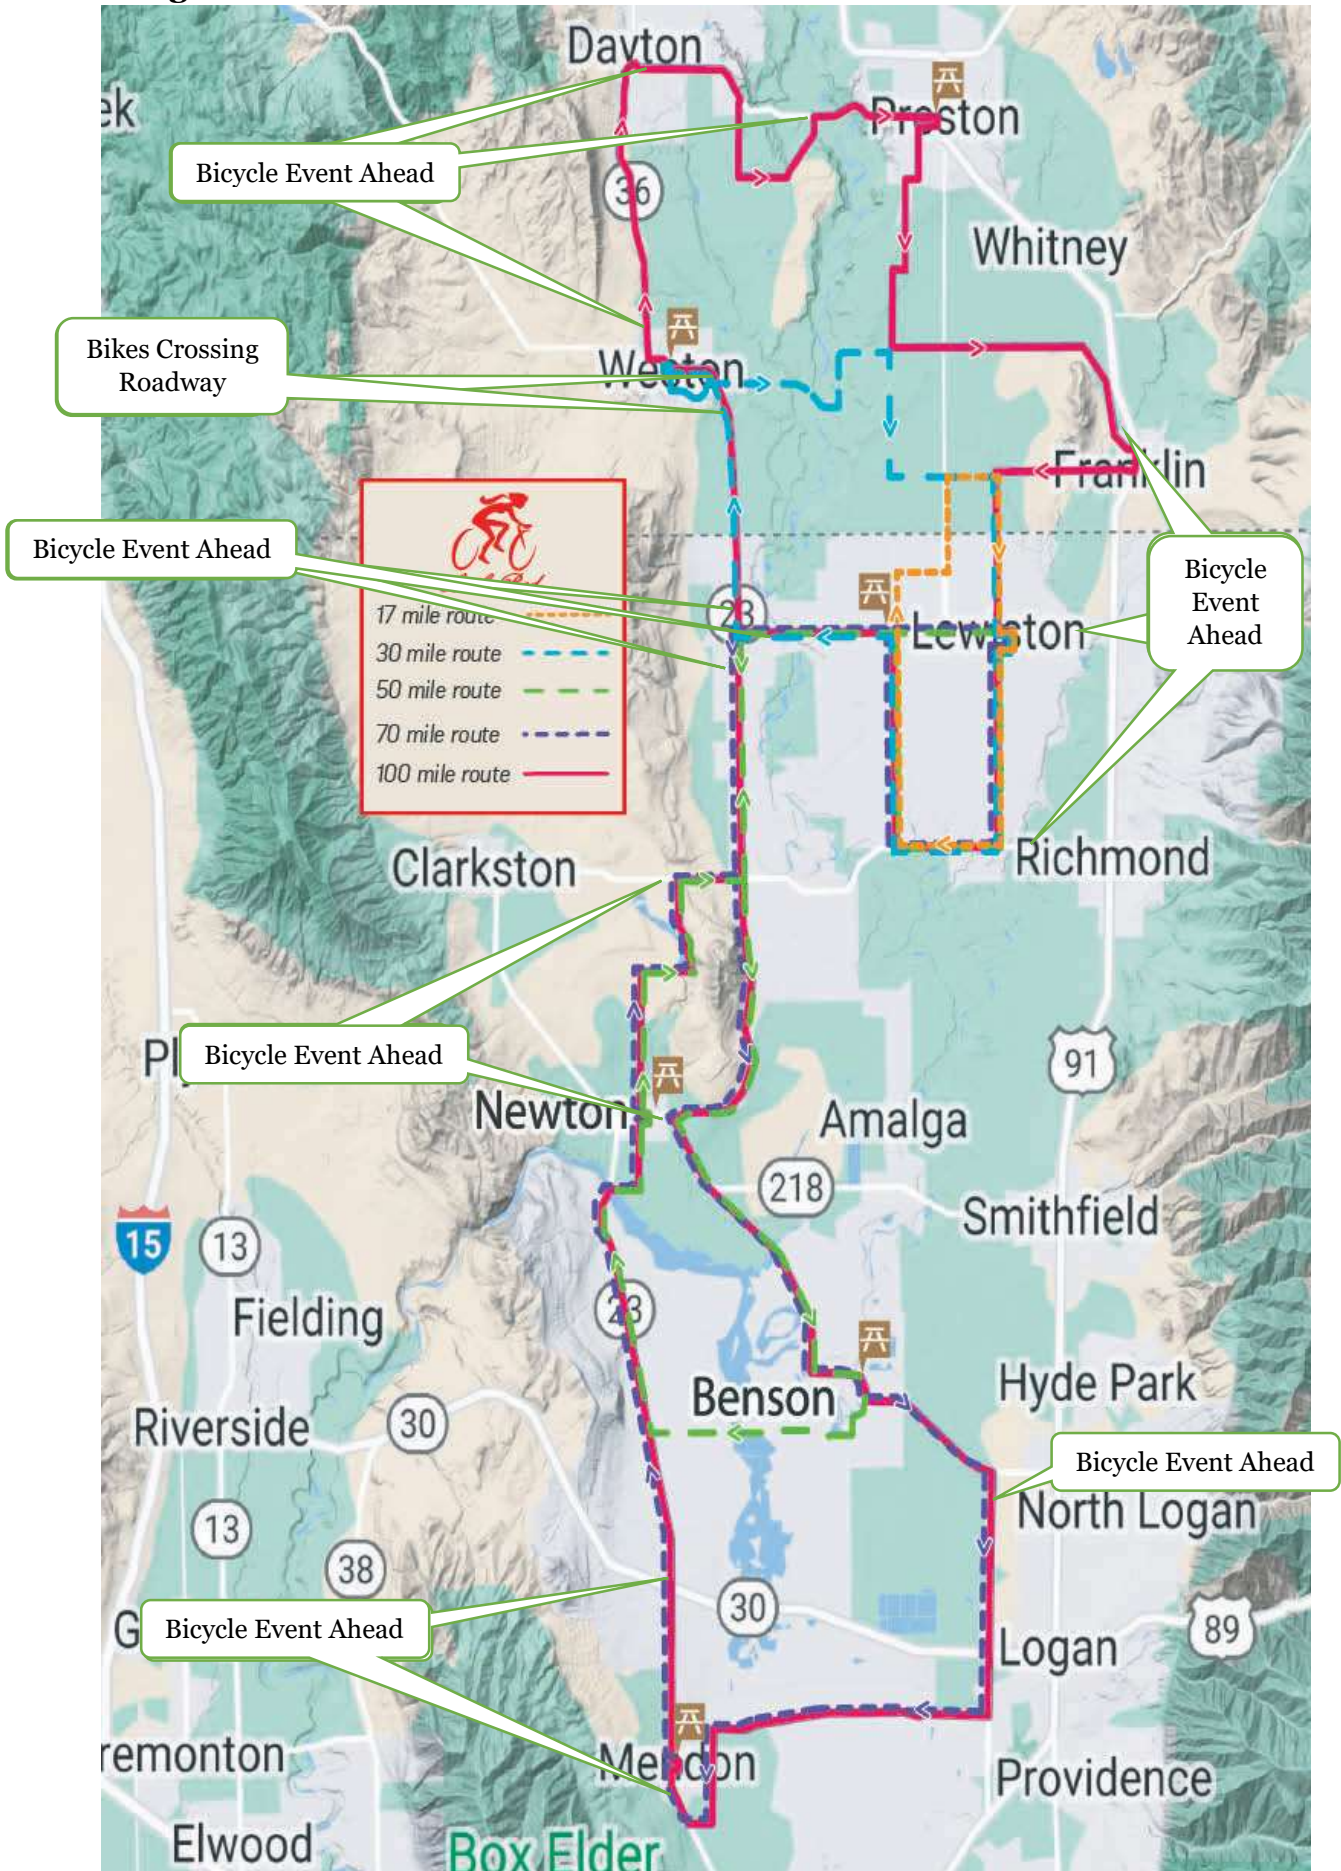 Dayton
Preston
Bicycle Event Ahead
36
Whitney
Bikes Crossing
Roadway
Weston
Franklin
Bicycle Event Ahead
Bicycle
Event
Ahead
17 mile route
30 mile route
50 mile route
70 mile route
100 mile route
23
Lewiston
Clarkston
Richmond
Bicycle Event Ahead
91
Newton
Amalga
218
Smithfield
15
13
23
Fielding
Benson
Hyde Park
Riverside
30
Bicycle Event Ahead
North Logan
13
38
30
Bicycle Event Ahead
G
Logan
89
remonton
Mendon
Providence
Elwood
Box Elder